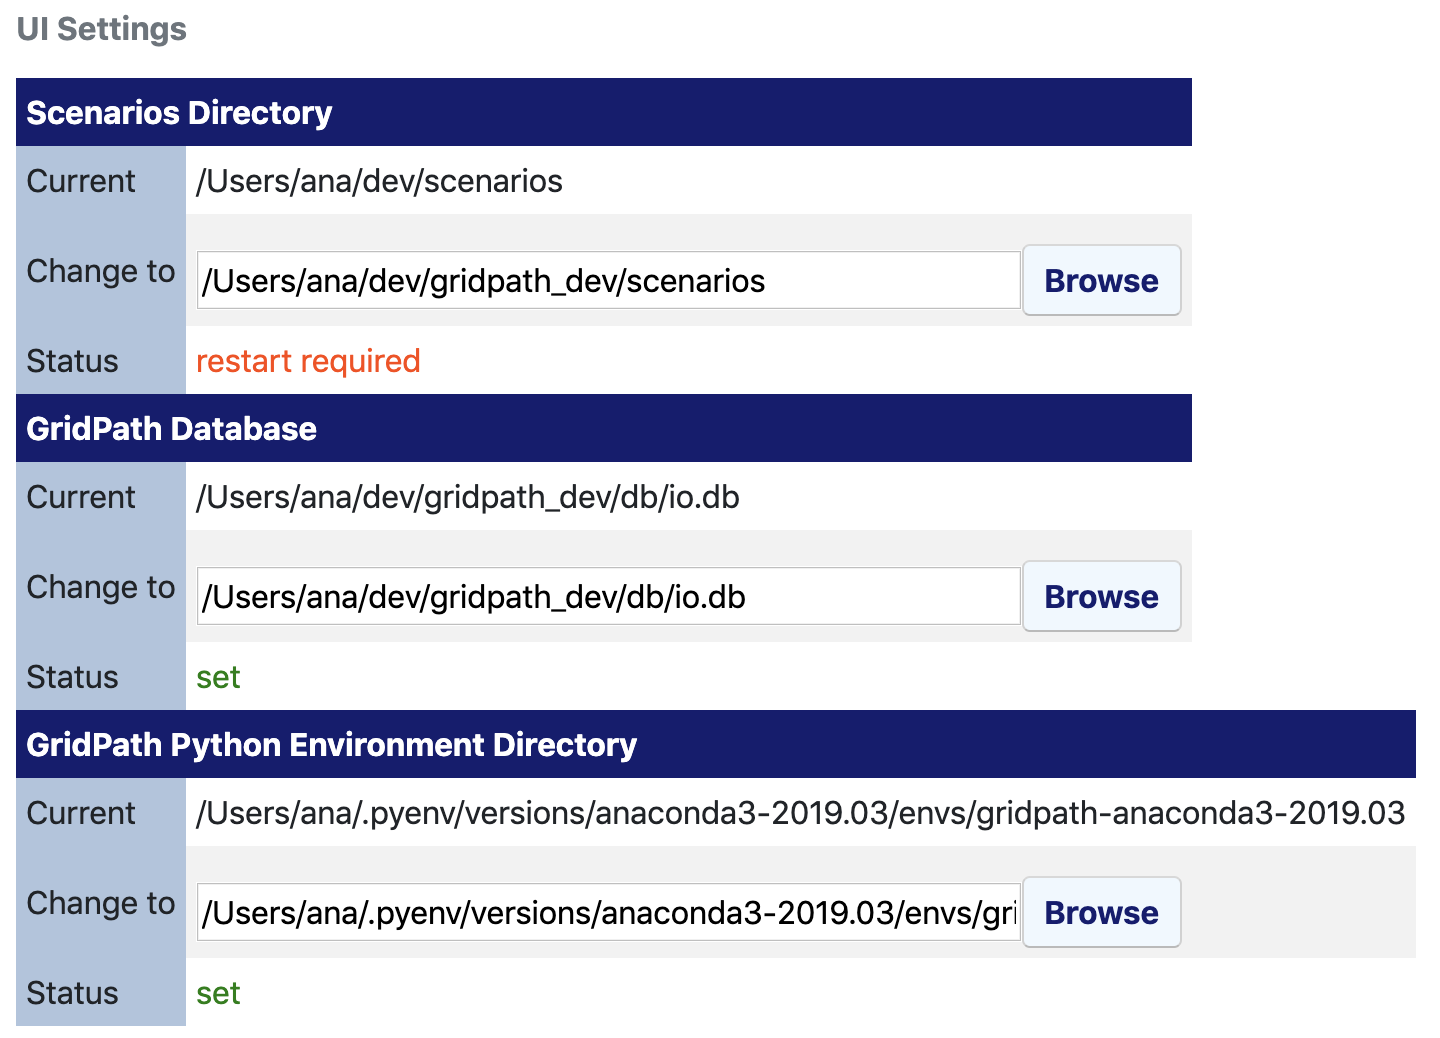 UI Settings
Scenarios Directory
Current /Users/ana/dev/scenarios
Change to /Users/ana/dev/gridpath_dev/scenarios Browse
Status restart required
GridPath Database
Current /Users/ana/dev/gridpath_dev/db/io.db
Change to /Users/ana/dev/gridpath_dev/db/io.db Browse
Status set
GridPath Python Environment Directory
Current /Users/ana/.pyenv/versions/anaconda3-2019.03/envs/gridpath-anaconda3-2019.03
Change to /Users/ana/.pyenv/versions/anaconda3-2019.03/envs/gri Browse
Status set